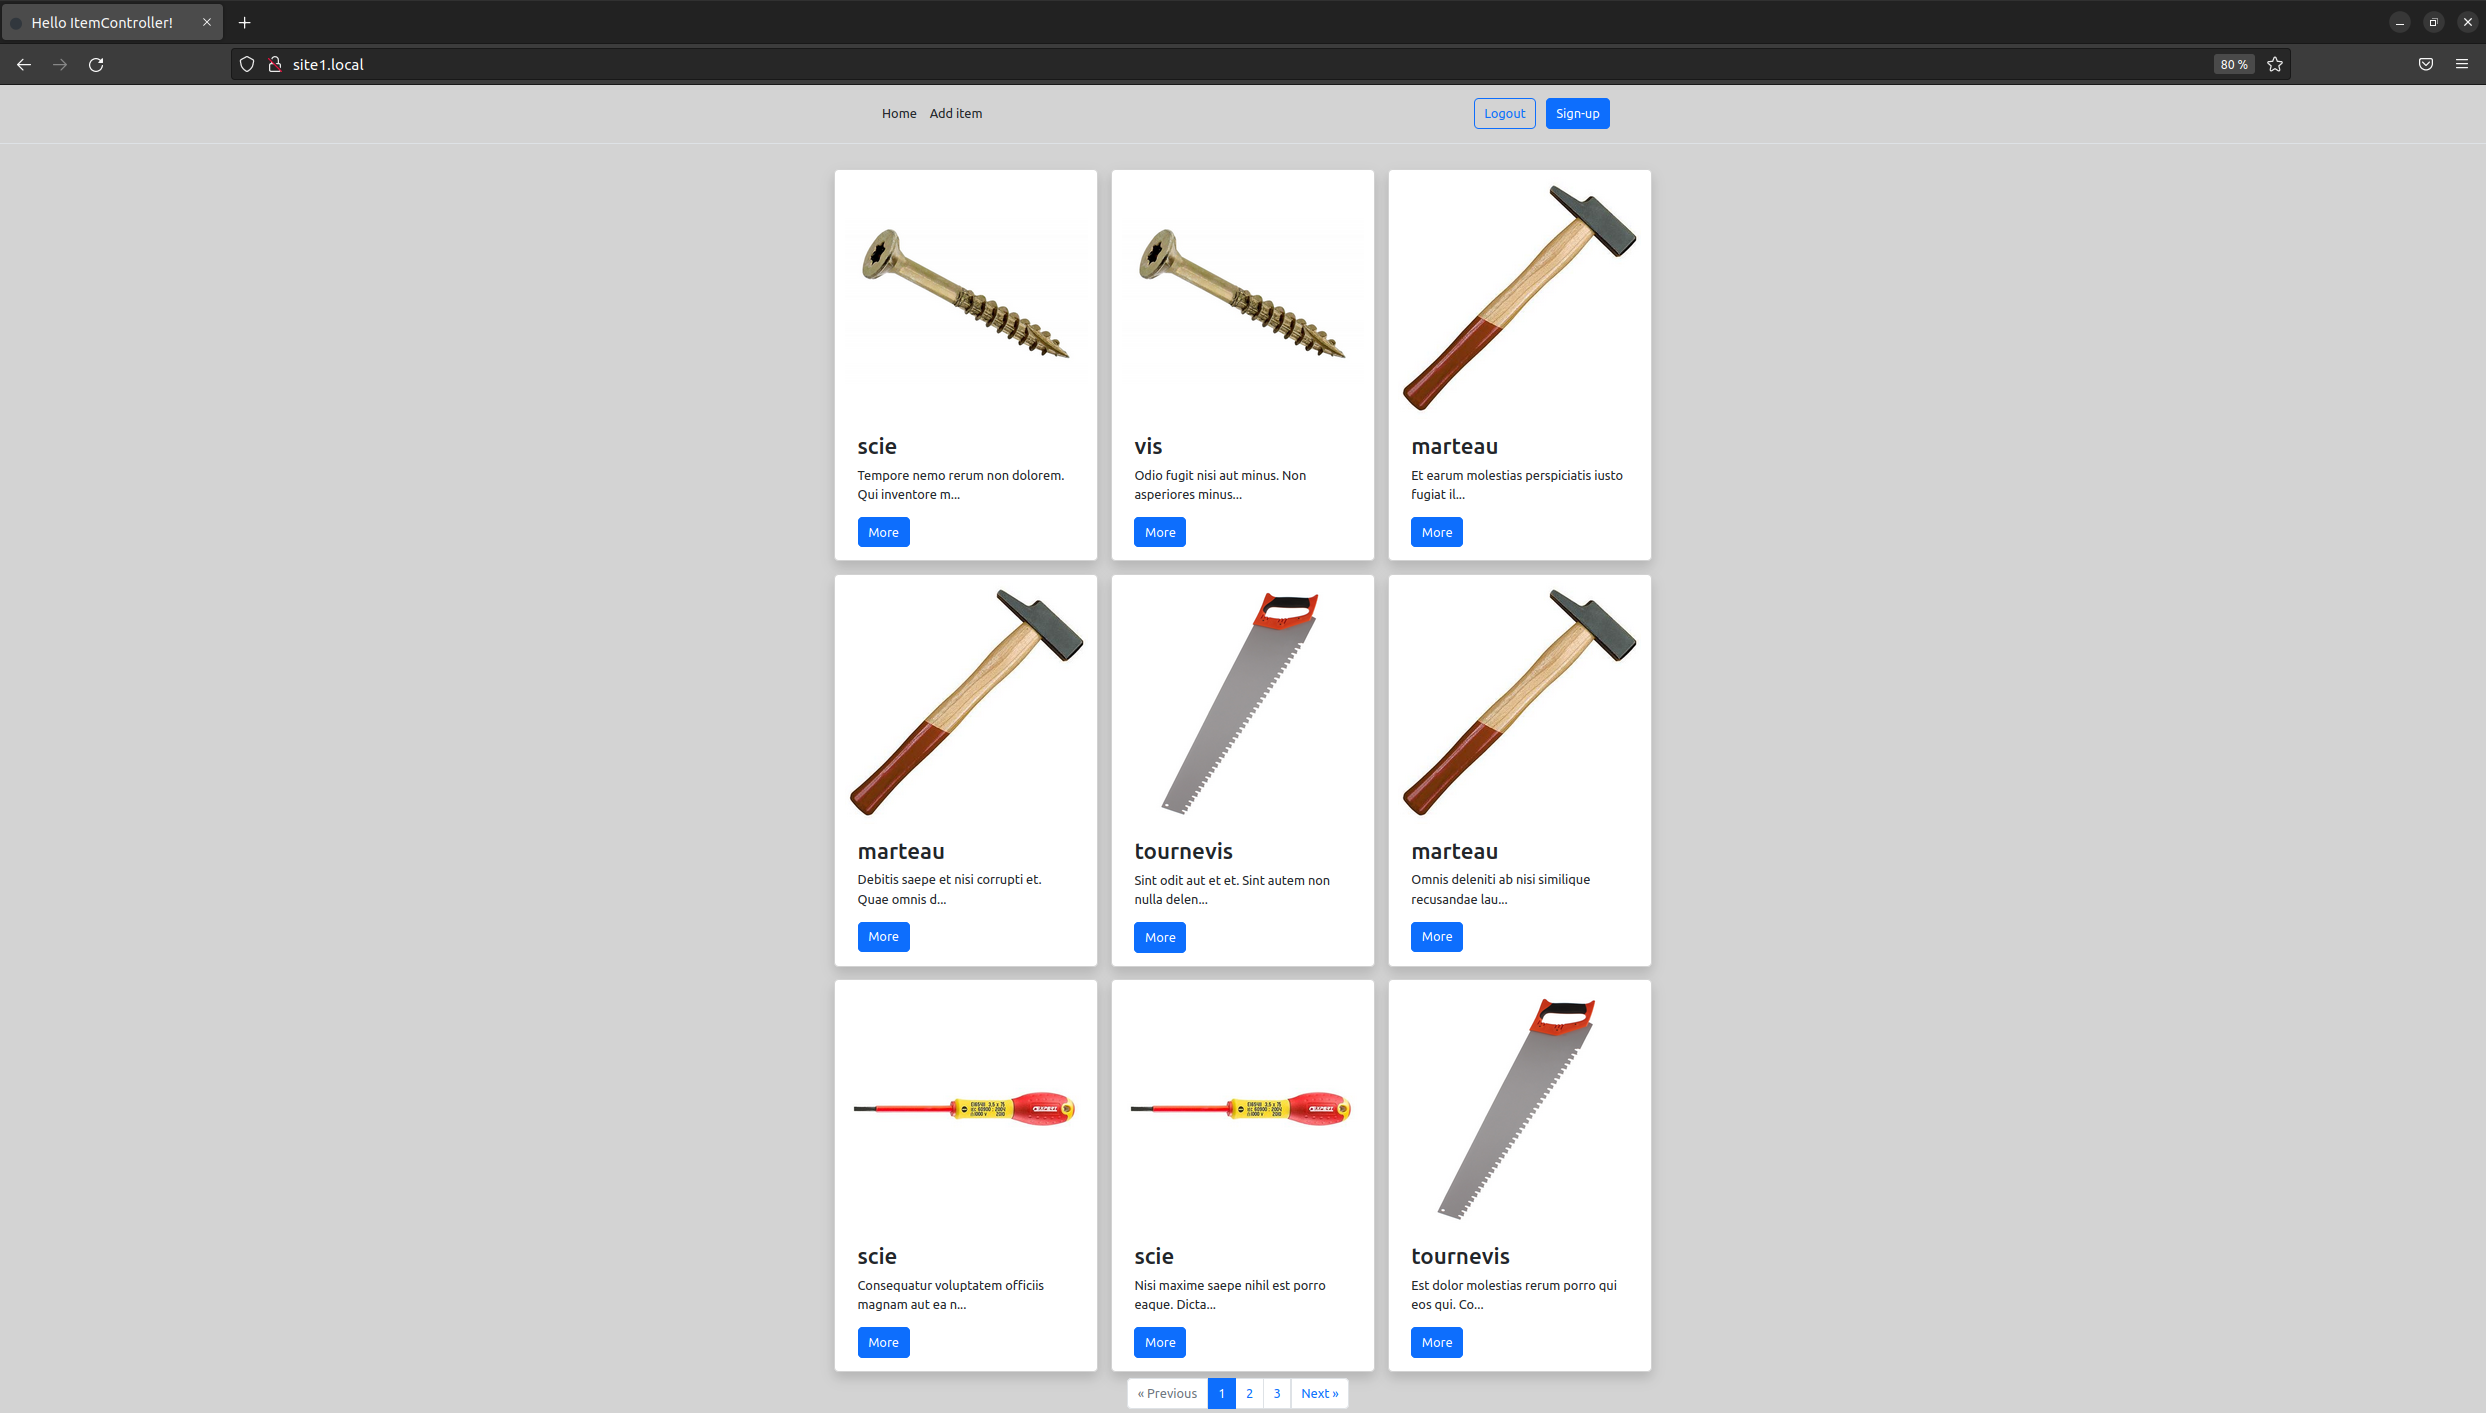 Hello ItemController!
site1.local
80 %
Home Add item Logout Sign-up
scie
Tempore nemo rerum non dolorem.
Qui inventore m...
More
vis
Odio fugit nisi aut minus. Non
asperiores minus...
More
marteau
Et earum molestias perspiciatis iusto
fugiat il...
More
marteau
Debitis saepe et nisi corrupti et.
Quae omnis d...
More
tournevis
Sint odit aut et et. Sint autem non
nulla delen...
More
marteau
Omnis deleniti ab nisi similique
recusandae lau...
More
scie
Consequatur voluptatem officiis
magnam aut ea n...
More
scie
Nisi maxime saepe nihil est porro
eaque. Dicta...
More
tournevis
Est dolor molestias rerum porro qui
eos qui. Co...
More
« Previous 1 2 3 Next »